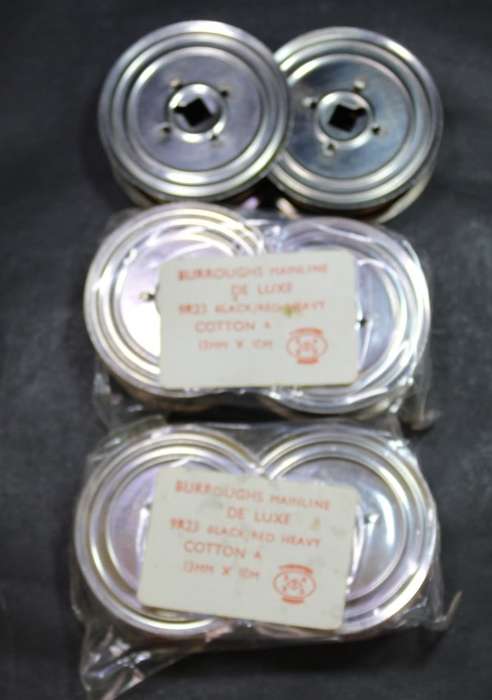 BURROUGHS MAINLINE
DE LUXE
9R23 BLACK/RED HEAVY
COTTON A
13MM X 10M
BURROUGHS MAINLINE
DE LUXE
9R23 BLACK/RED HEAVY
COTTON A
13MM X 10M